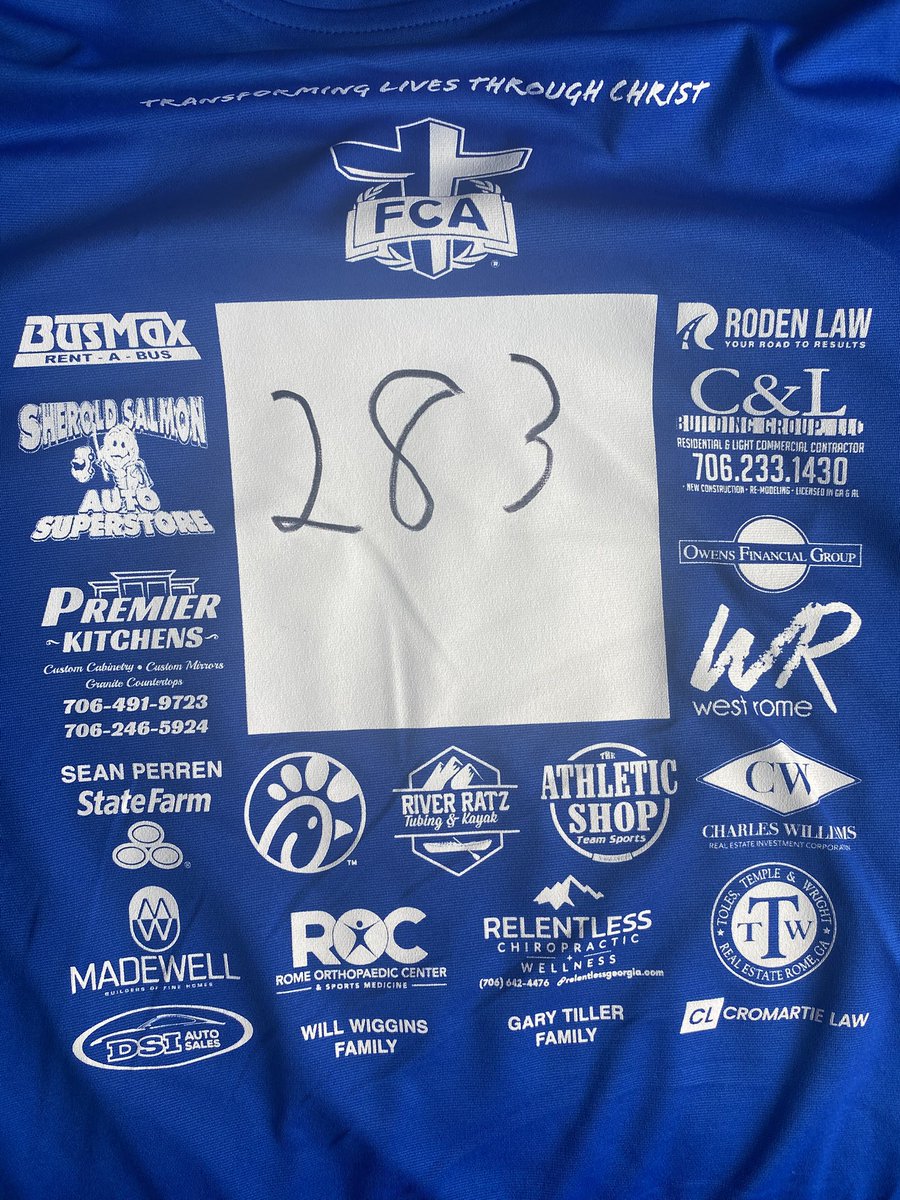 TRANSFORMING LIVES THROUGH CHRIST
FCA
®
BusMax
RENT-A-BUS
SHEROLD SALMON
AUTO
SUPERSTORE
PREMIER
KITCHENS
Custom Cabinetry • Custom Mirrors
Granite Countertops
706-491-9723
706-246-5924
283
RODEN LAW
YOUR ROAD TO RESULTS
C&L
BUILDING GROUP, LLC
RESIDENTIAL & LIGHT COMMERCIAL CONTRACTOR
706.233.1430
· NEW CONSTRUCTION · RE-MODELING · LICENSED IN GA & AL
OWENS FINANCIAL GROUP
WR
west rome
SEAN PERREN
StateFarm
®
TM
RIVER RATZ
Tubing & Kayak
THE
ATHLETIC
SHOP
Team Sports
CW
CHARLES WILLIMS
REAL ESTATE INVESTMENT CORPORATIN
MW
MADEWELL
BUILDERS OF FINE HOMES
ROC
ROME ORTHOPAEDIC CENTER
& SPORTS MEDICINE
RELENTLESS
CHIROPRACTIC
+
WELLNESS
(706) 642-4476 relentlessgeorgia.com
TOLES, TEMPLE & WRIGHT
TTW
REAL ESTATE ROME, GA
DSI AUTO
SALES
WILL WIGGINS
FAMILY
GARY TILLER
FAMILY
CL CROMARTIE LAW